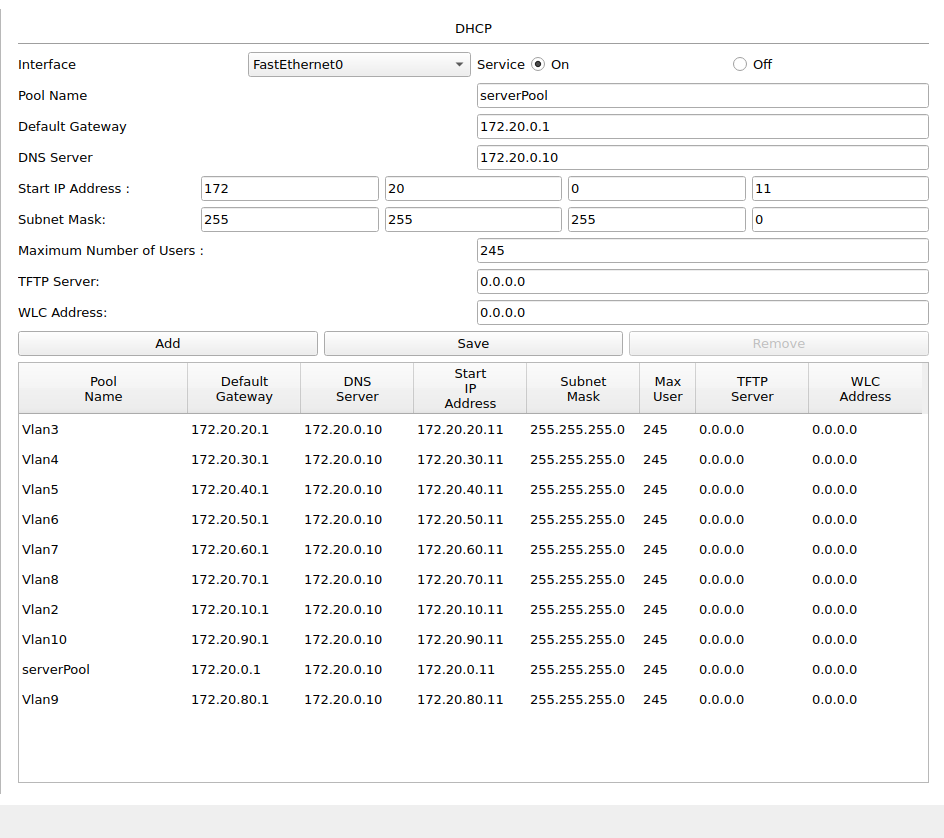 DHCP
Interface FastEthernet0 Service On Off
Pool Name serverPool
Default Gateway 172.20.0.1
DNS Server 172.20.0.10
Start IP Address : 172 20 0 11
Subnet Mask: 255 255 255 0
Maximum Number of Users : 245
TFTP Server: 0.0.0.0
WLC Address: 0.0.0.0
Add Save Remove
Pool Name Default Gateway DNS Server Start IP Address Subnet Mask Max User TFTP Server WLC Address
Vlan3 172.20.20.1 172.20.0.10 172.20.20.11 255.255.255.0 245 0.0.0.0 0.0.0.0
Vlan4 172.20.30.1 172.20.0.10 172.20.30.11 255.255.255.0 245 0.0.0.0 0.0.0.0
Vlan5 172.20.40.1 172.20.0.10 172.20.40.11 255.255.255.0 245 0.0.0.0 0.0.0.0
Vlan6 172.20.50.1 172.20.0.10 172.20.50.11 255.255.255.0 245 0.0.0.0 0.0.0.0
Vlan7 172.20.60.1 172.20.0.10 172.20.60.11 255.255.255.0 245 0.0.0.0 0.0.0.0
Vlan8 172.20.70.1 172.20.0.10 172.20.70.11 255.255.255.0 245 0.0.0.0 0.0.0.0
Vlan2 172.20.10.1 172.20.0.10 172.20.10.11 255.255.255.0 245 0.0.0.0 0.0.0.0
Vlan10 172.20.90.1 172.20.0.10 172.20.90.11 255.255.255.0 245 0.0.0.0 0.0.0.0
serverPool 172.20.0.1 172.20.0.10 172.20.0.11 255.255.255.0 245 0.0.0.0 0.0.0.0
Vlan9 172.20.80.1 172.20.0.10 172.20.80.11 255.255.255.0 245 0.0.0.0 0.0.0.0